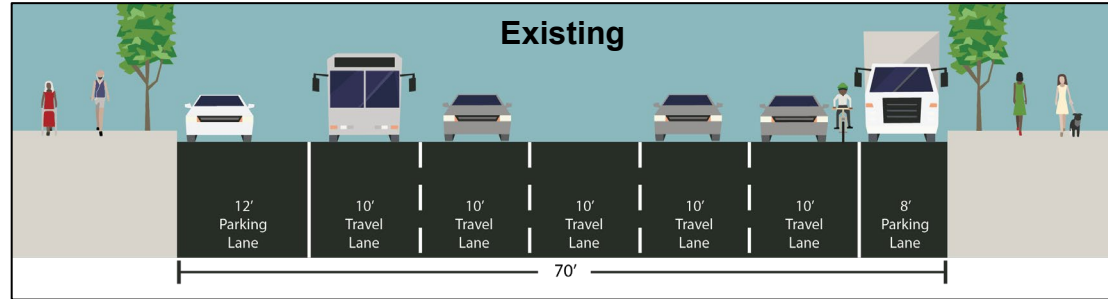 Existing
12’
Parking
Lane
10’
Travel
Lane
10’
Travel
Lane
10’
Travel
Lane
10’
Travel
Lane
10’
Travel
Lane
8’
Parking
Lane
70’